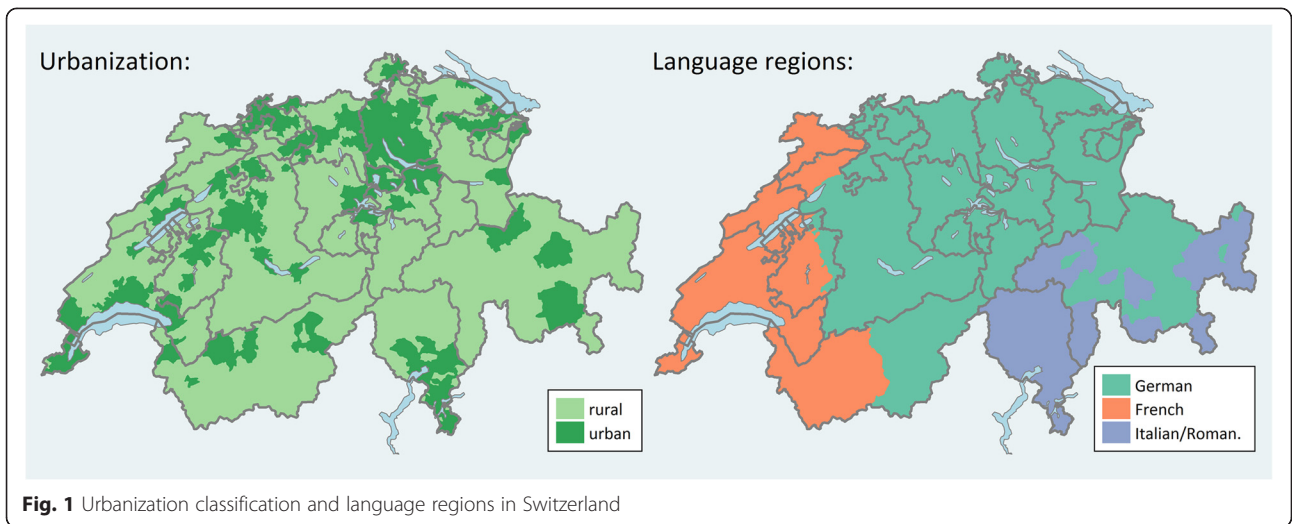 Urbanization:
rural
urban
Language regions:
German
French
Italian/Roman.
Fig. 1 Urbanization classification and language regions in Switzerland